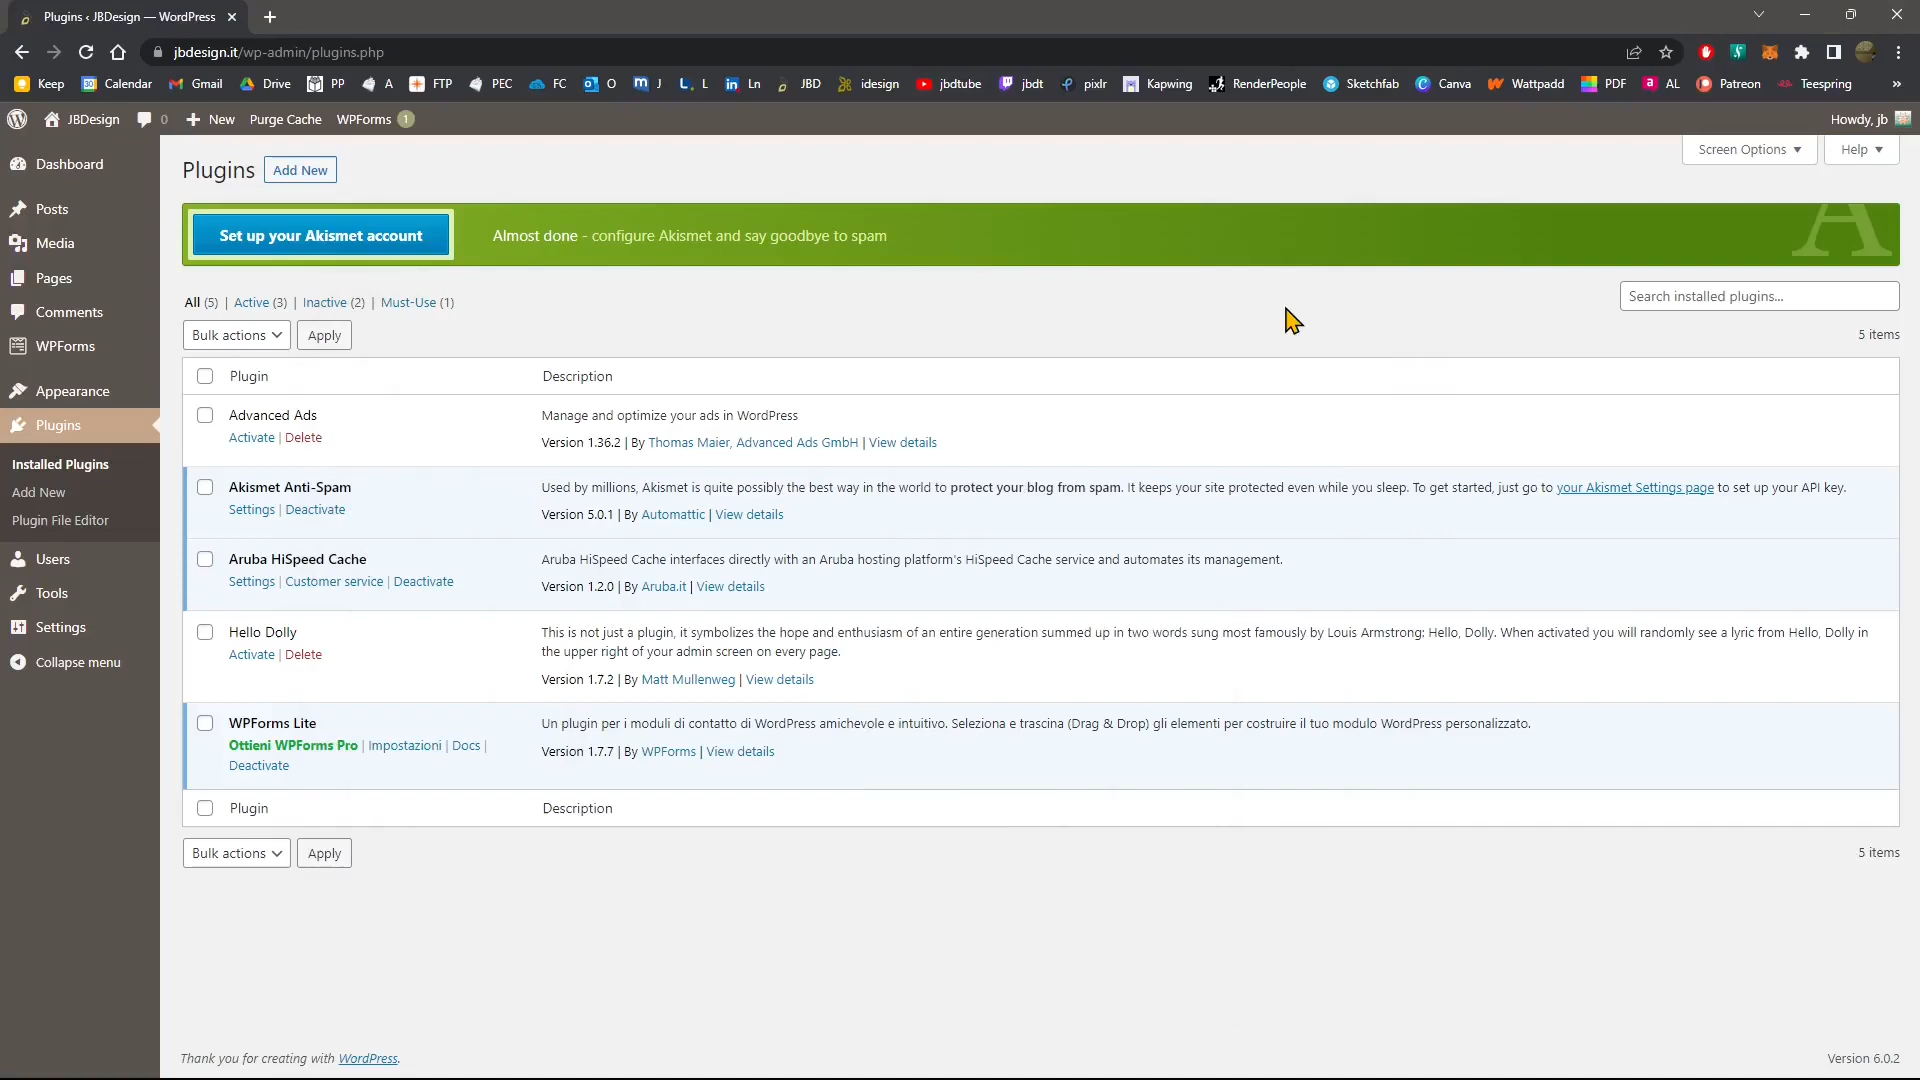 Plugins ‹ JBDesign — WordPress
jbdesign.it/wp-admin/plugins.php
Keep Calendar Gmail Drive PP A FTP PEC FC O J L Ln JBD idesign jbdtube jbdt pixlr Kapwing RenderPeople Sketchfab Canva Wattpadd PDF AL Patreon Teespring »
JBDesign 0 New Purge Cache WPForms 1 Howdy, jb
Screen Options Help
Dashboard
Posts
Media
Pages
Comments
WPForms
Appearance
Plugins
Installed Plugins
Add New
Plugin File Editor
Users
Tools
Settings
Collapse menu
Plugins Add New
Set up your Akismet account Almost done - configure Akismet and say goodbye to spam
A
All (5) | Active (3) | Inactive (2) | Must-Use (1)
Search installed plugins...
Bulk actions Apply 5 items
Plugin Description
Advanced Ads Manage and optimize your ads in WordPress
Activate | Delete Version 1.36.2 | By Thomas Maier, Advanced Ads GmbH | View details
Akismet Anti-Spam Used by millions, Akismet is quite possibly the best way in the world to protect your blog from spam. It keeps your site protected even while you sleep. To get started, just go to your Akismet Settings page to set up your API key.
Settings | Deactivate Version 5.0.1 | By Automattic | View details
Aruba HiSpeed Cache Aruba HiSpeed Cache interfaces directly with an Aruba hosting platform's HiSpeed Cache service and automates its management.
Settings | Customer service | Deactivate Version 1.2.0 | By Aruba.it | View details
Hello Dolly This is not just a plugin, it symbolizes the hope and enthusiasm of an entire generation summed up in two words sung most famously by Louis Armstrong: Hello, Dolly. When activated you will randomly see a lyric from Hello, Dolly in
Activate | Delete the upper right of your admin screen on every page.
Version 1.7.2 | By Matt Mullenweg | View details
WPForms Lite Un plugin per i moduli di contatto di WordPress amichevole e intuitivo. Seleziona e trascina (Drag & Drop) gli elementi per costruire il tuo modulo WordPress personalizzato.
Ottieni WPForms Pro | Impostazioni | Docs | Version 1.7.7 | By WPForms | View details
Deactivate
Plugin Description
Bulk actions Apply 5 items
Thank you for creating with WordPress. Version 6.0.2